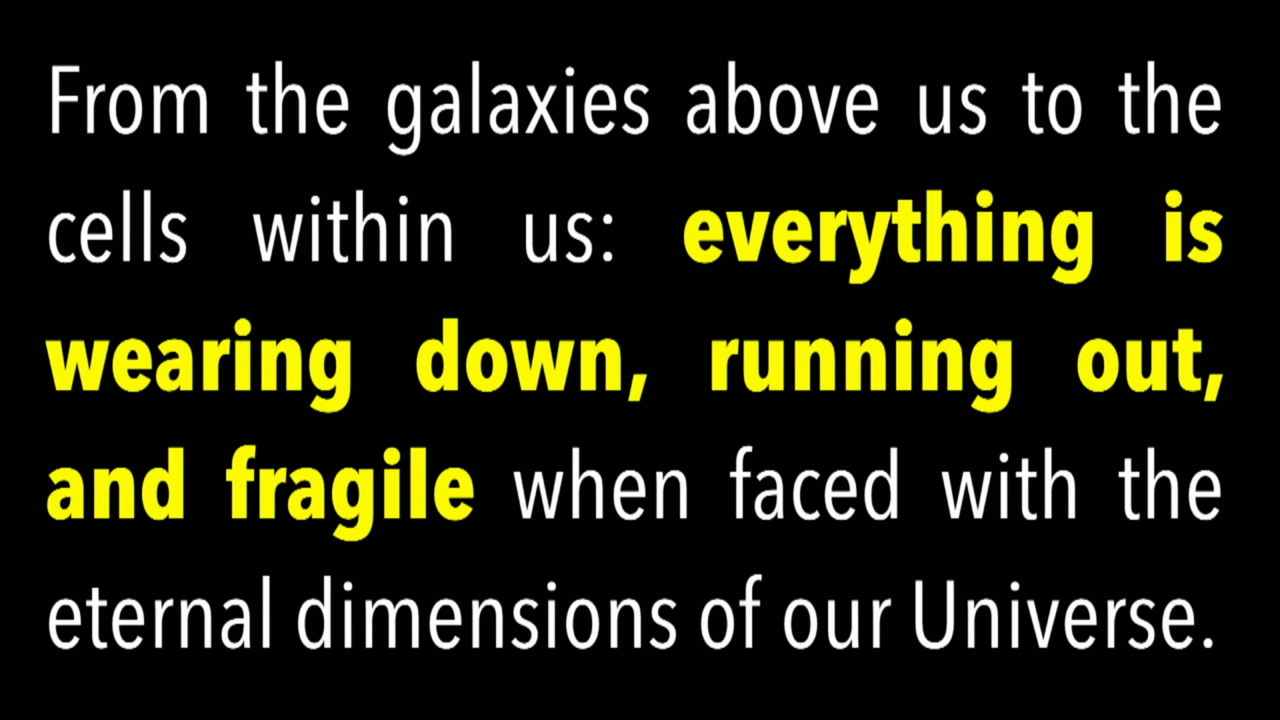 From the galaxies above us to the
cells within us: everything is
wearing down, running out,
and fragile when faced with the
eternal dimensions of our Universe.